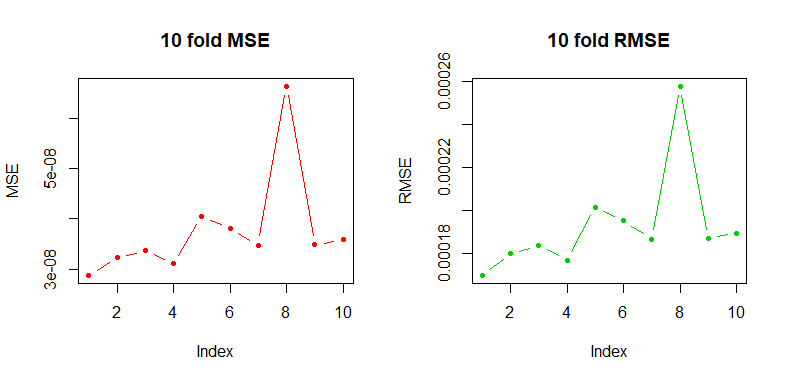 10 fold MSE
MSE
3e-08
5e-08
2
4
6
8
10
Index
10 fold RMSE
RMSE
0.00018
0.00022
0.00026
2
4
6
8
10
Index